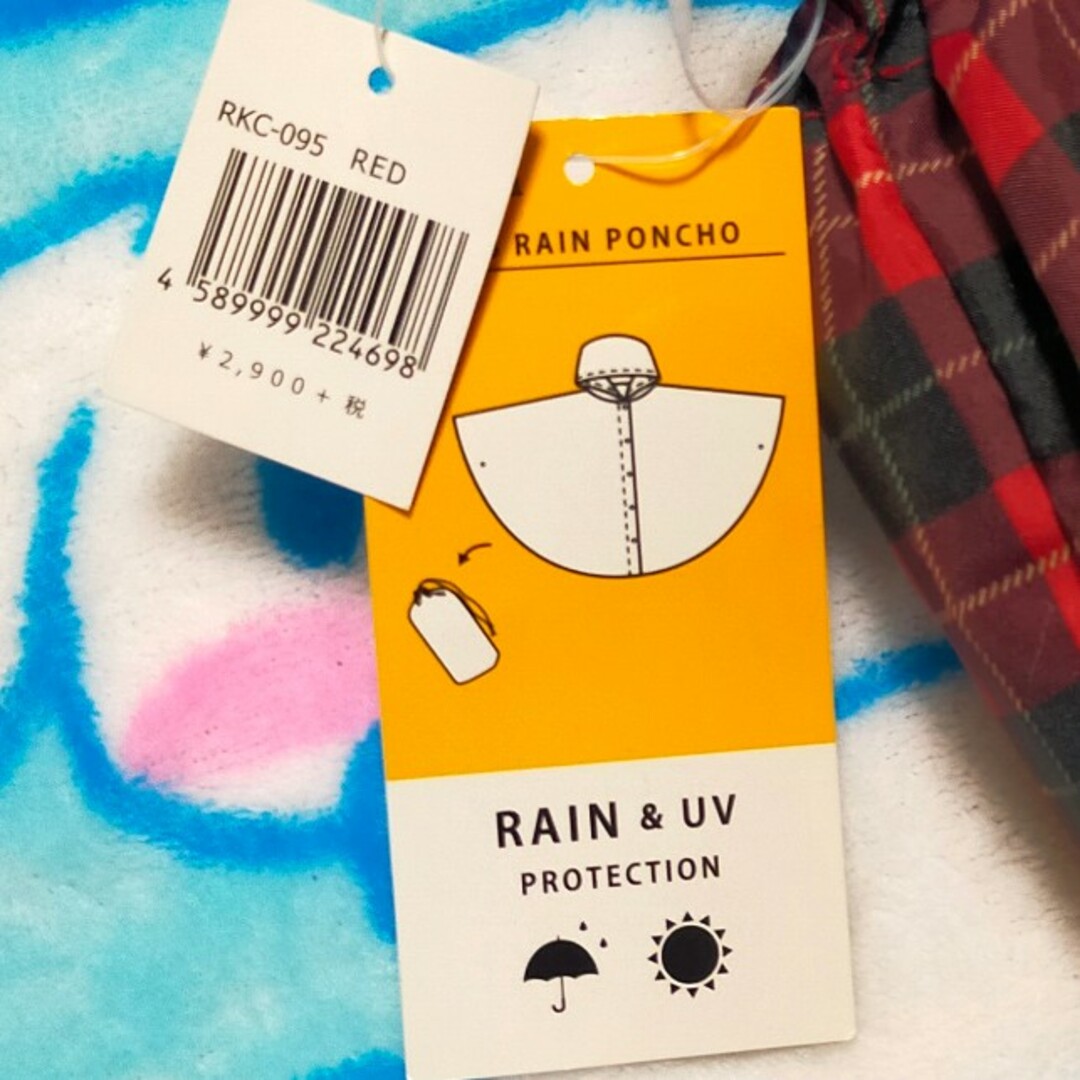 RKC-095 RED
4 589999 224698
¥2,900+税
RAIN PONCHO
RAIN & UV
PROTECTION